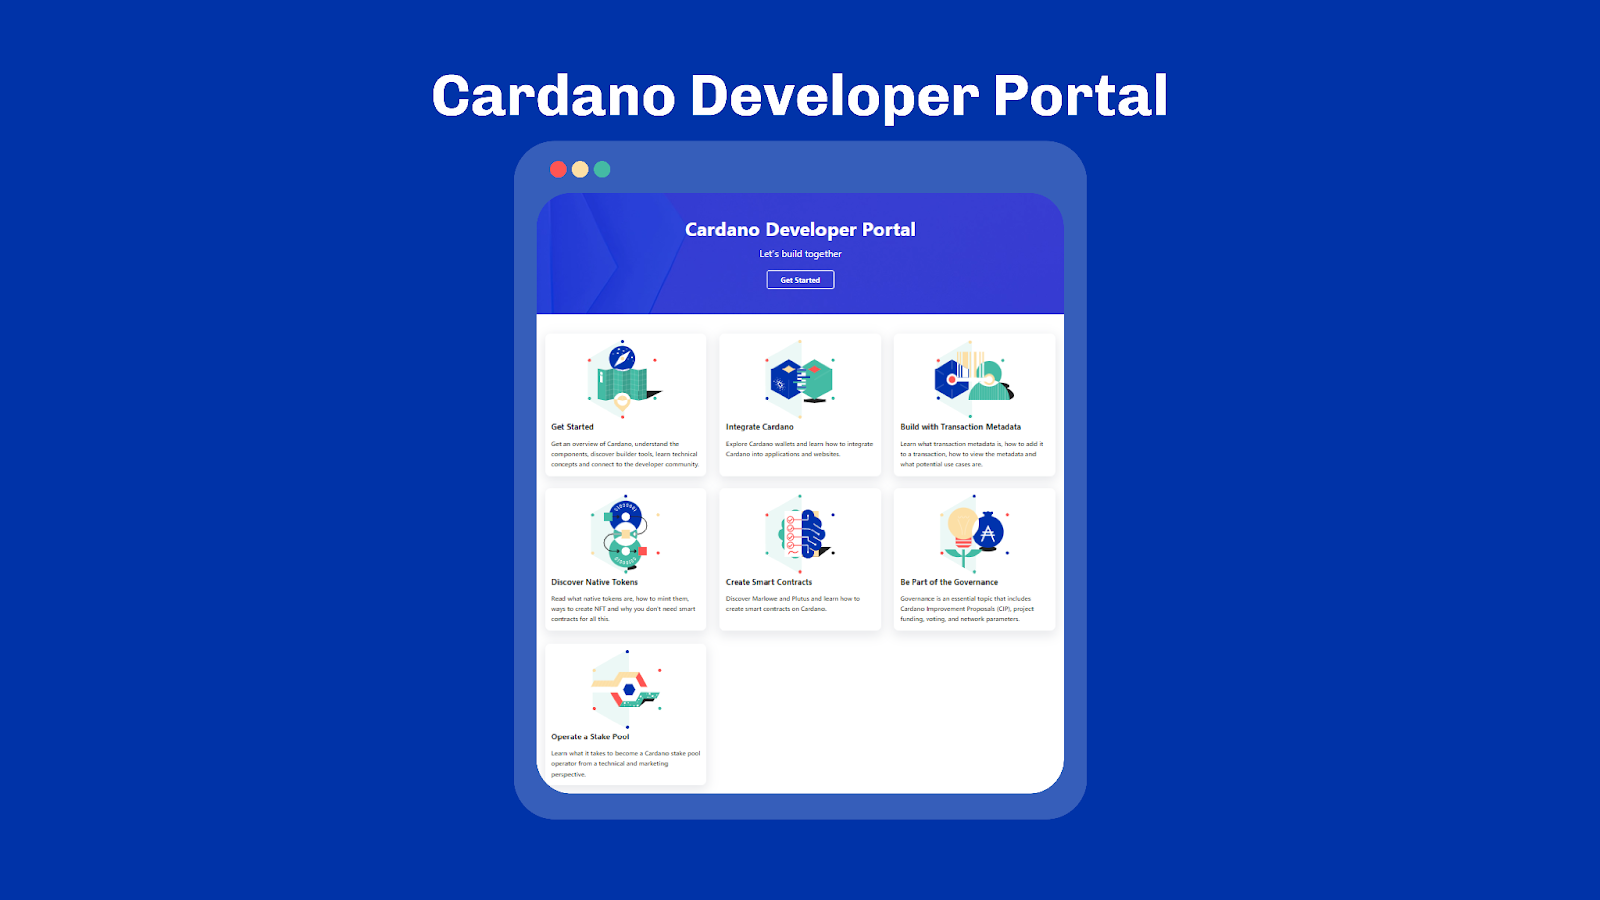 Cardano Developer Portal
Cardano Developer Portal
Let's build together
Get Started
Get Started
Get an overview of Cardano, understand the
components, discover builder tools, learn technical
concepts and connect to the developer community.
Integrate Cardano
Explore Cardano wallets and learn how to integrate
Cardano into applications and websites.
Build with Transaction Metadata
Learn what transaction metadata is, how to add it
to a transaction, how to view the metadata and
what potential use cases are.
Discover Native Tokens
Read what native tokens are, how to mint them,
ways to create NFT and why you don't need smart
contracts for all this.
Create Smart Contracts
Discover Marlowe and Plutus and learn how to
create smart contracts on Cardano.
Be Part of the Governance
Governance is an essential topic that includes
Cardano Improvement Proposals (CIP), project
funding, voting, and network parameters.
Operate a Stake Pool
Learn what it takes to become a Cardano stake pool
operator from a technical and marketing
perspective.